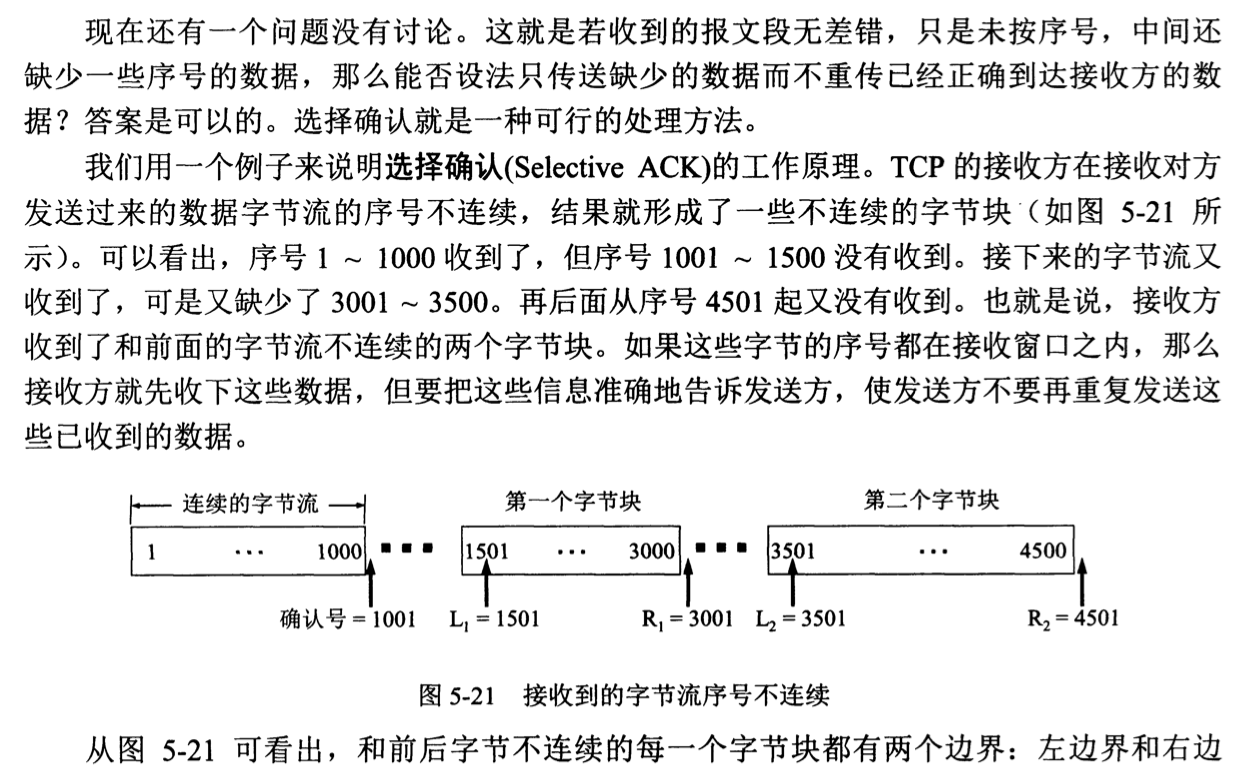 现在还有一个问题没有讨论。这就是若收到的报文段无差错，只是未按序号，中间还
缺少一些序号的数据，那么能否设法只传送缺少的数据而不重传已经正确到达接收方的数
据？答案是可以的。选择确认就是一种可行的处理方法。
我们用一个例子来说明选择确认(Selective ACK)的工作原理。TCP 的接收方在接收对方
发送过来的数据字节流的序号不连续，结果就形成了一些不连续的字节块（如图 5-21 所
示）。可以看出，序号 1 ~ 1000 收到了，但序号 1001 ~ 1500 没有收到。接下来的字节流又
收到了，可是又缺少了 3001 ~ 3500。再后面从序号 4501 起又没有收到。也就是说，接收方
收到了和前面的字节流不连续的两个字节块。如果这些字节的序号都在接收窗口之内，那么
接收方就先收下这些数据，但要把这些信息准确地告诉发送方，使发送方不要再重复发送这
些已收到的数据。
连续的字节流 第一个字节块 第二个字节块
1 … 1000 ▪▪▪ 1501 … 3000 ▪▪▪ 3501 … 4500
确认号 = 1001 L₁ = 1501 R₁ = 3001 L₂ = 3501 R₂ = 4501
图 5-21 接收到的字节流序号不连续
从图 5-21 可看出，和前后字节不连续的每一个字节块都有两个边界：左边界和右边